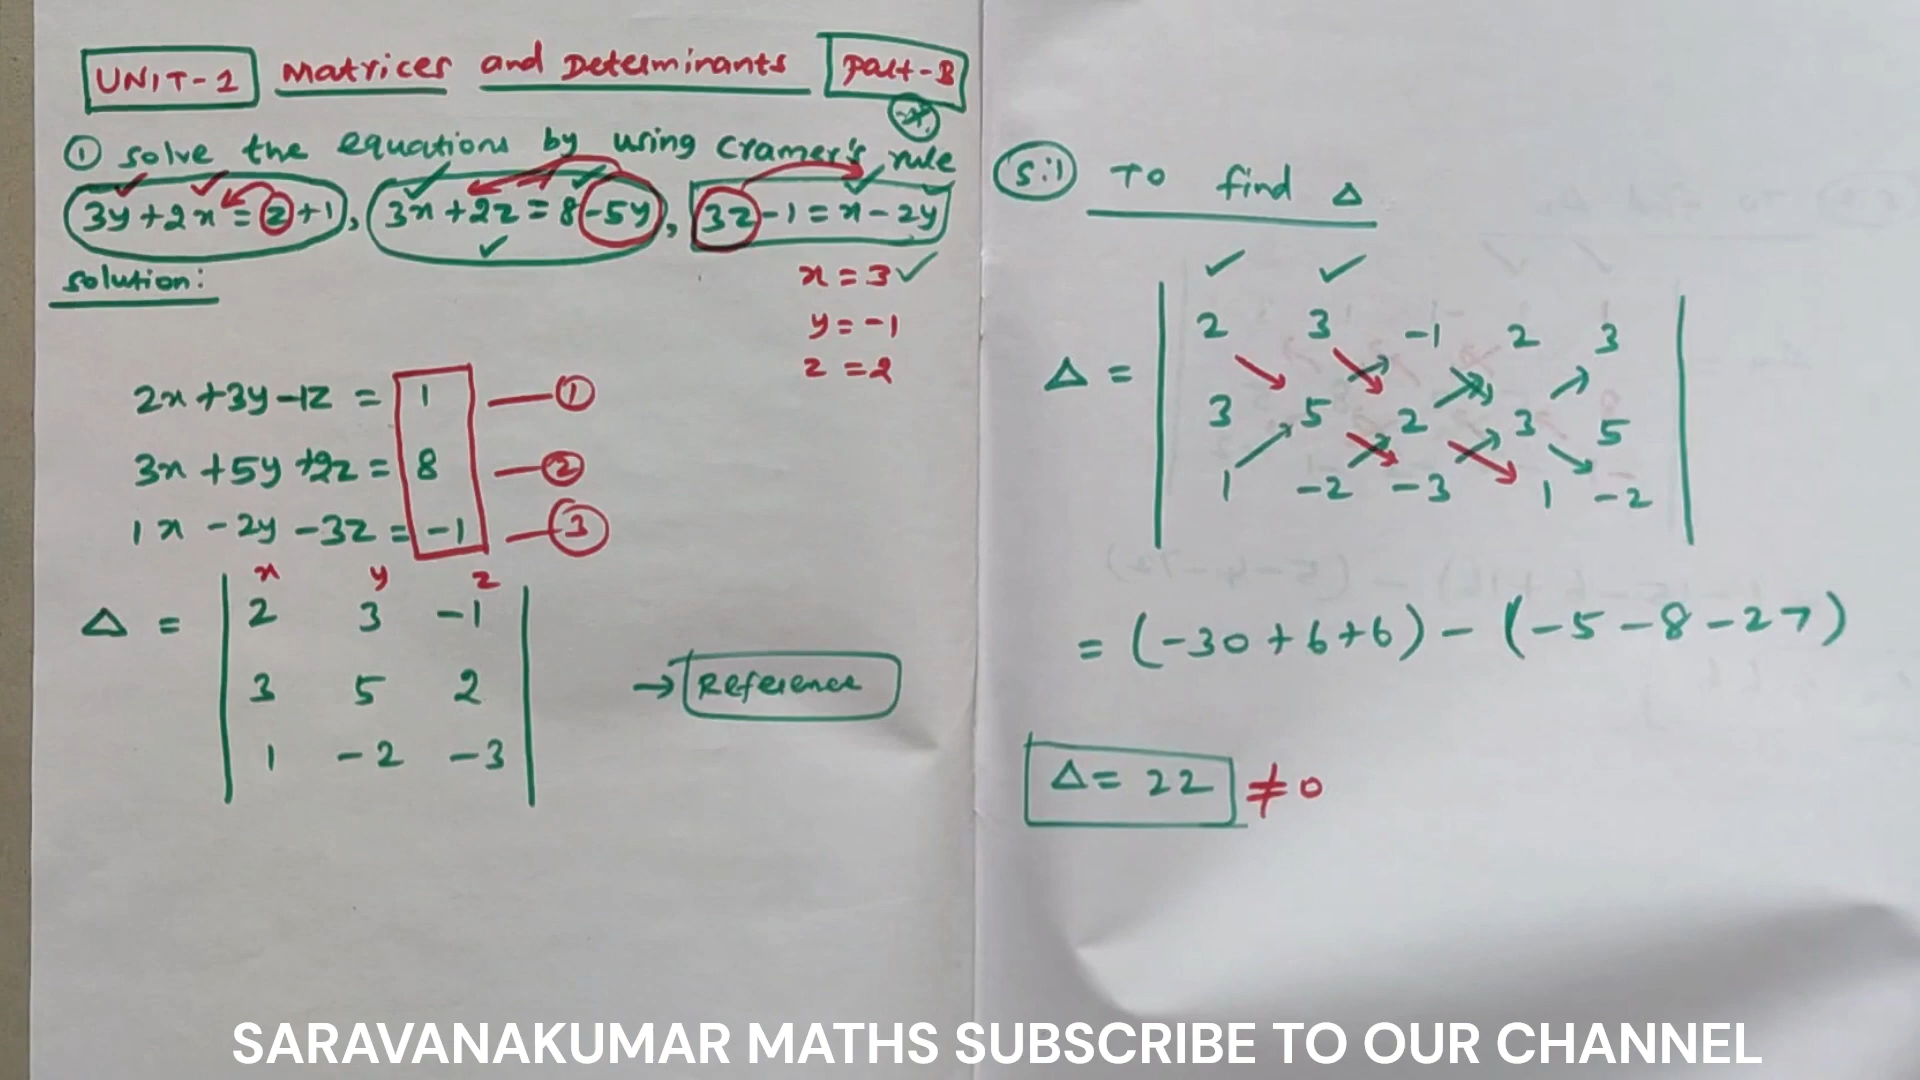 UNIT-1 Matrices and Determinants Part-B
① solve the equations by using Cramer's rule
3y+2x=z+1, 3x+2z=8-5y, 3z-1=x-2y
solution:
x=3
y=-1
z=2
2x+3y-1z = 1 — ①
3x+5y+2z = 8 — ②
1x-2y-3z = -1 — ③
x y z
Δ = | 2 3 -1 |
3 5 2
1 -2 -3
→ Reference
S:1 To find Δ
Δ = | 2 3 -1 2 3 |
3 5 2 3 5
1 -2 -3 1 -2
= (-30+6+6) - (-5-8-27)
Δ = 22 ≠ 0
SARAVANAKUMAR MATHS SUBSCRIBE TO OUR CHANNEL